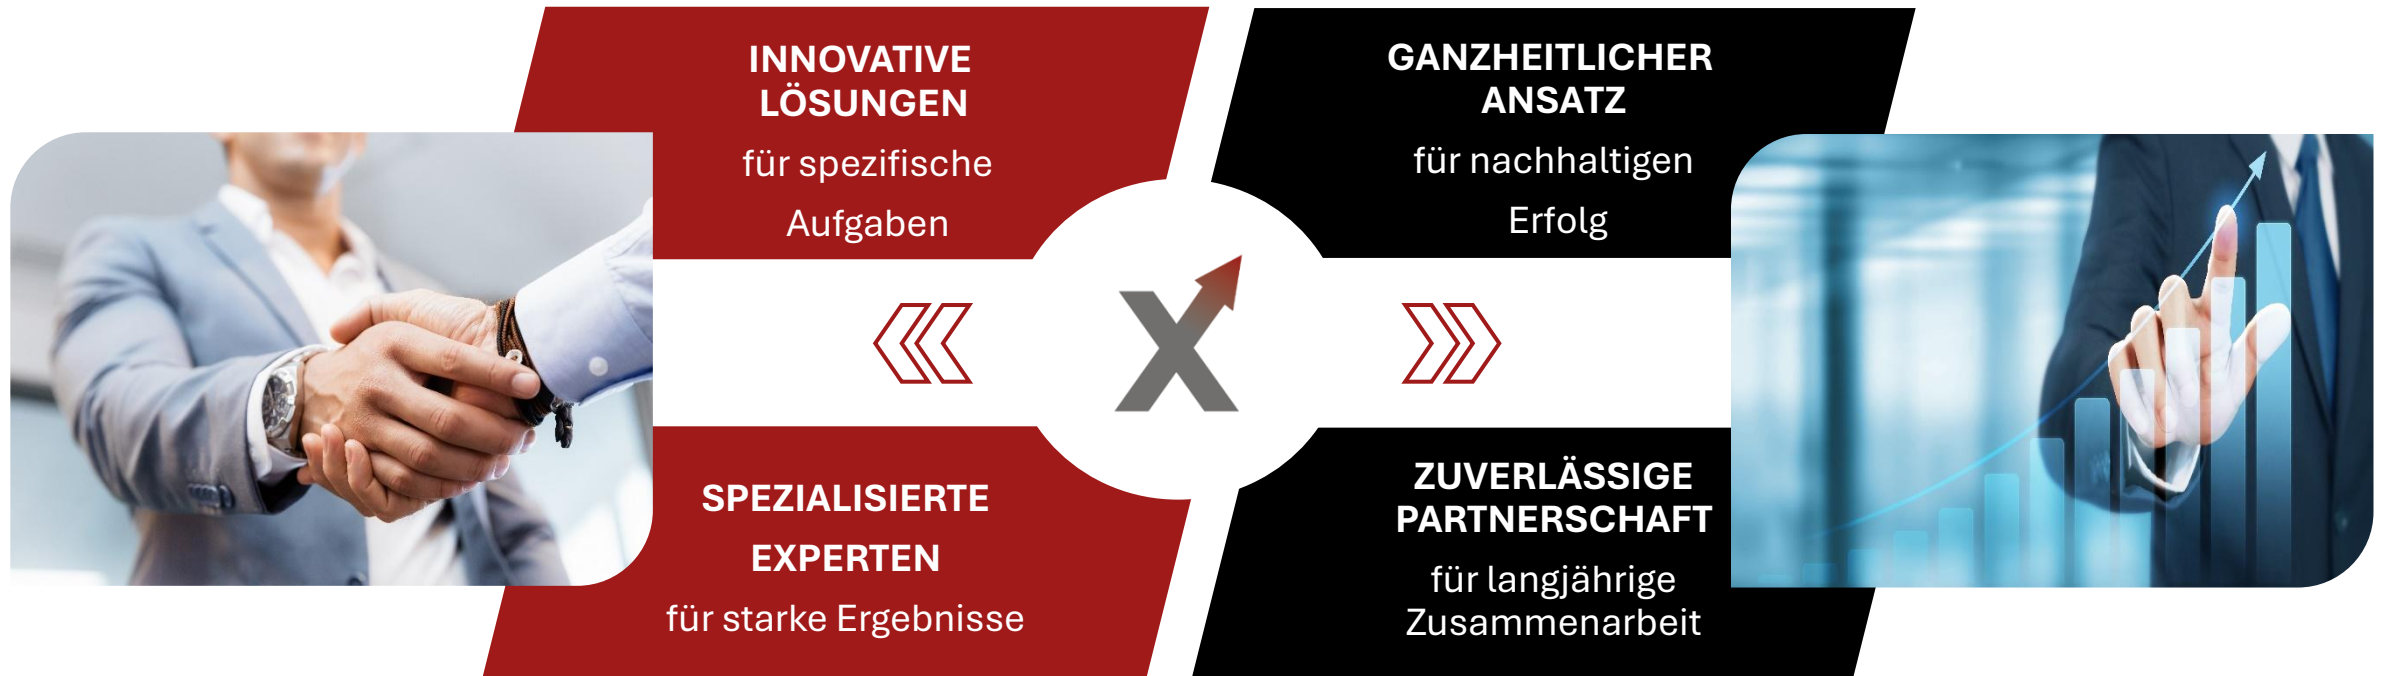 INNOVATIVE
LÖSUNGEN
für spezifische
Aufgaben
GANZHEITLICHER
ANSATZ
für nachhaltigen
Erfolg
X
SPEZIALISIERTE
EXPERTEN
für starke Ergebnisse
ZUVERLÄSSIGE
PARTNERSCHAFT
für langjährige
Zusammenarbeit